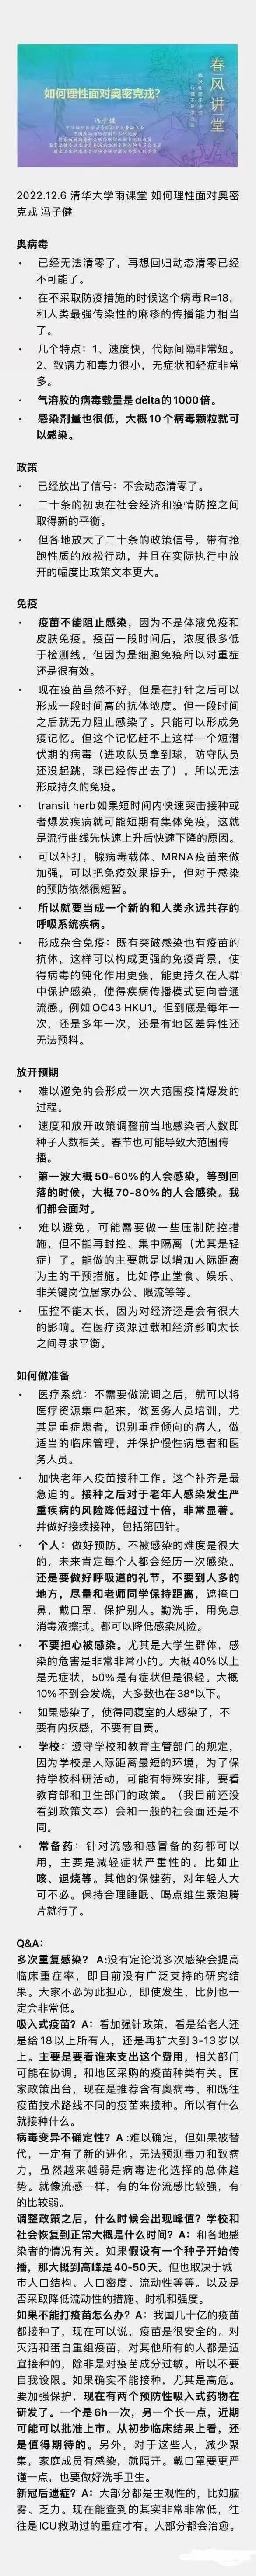 春风讲堂
如何理性面对奥密克戎?
冯子健
2022.12.6 清华大学雨课堂 如何理性面对奥密
克戎 冯子健
奥病毒
• 已经无法清零了，再想回归动态清零已经
不可能了。
• 在不采取防疫措施的时候这个病毒R=18，
和人类最强传染性的麻疹的传播能力相当
了。
• 几个特点：1、速度快，代际间隔非常短。
2、致病力和毒力很小，无症状和轻症非常
多。
• 气溶胶的病毒载量是delta的1000倍。
• 感染剂量也很低，大概10个病毒颗粒就可
以感染。
政策
• 已经放出了信号：不会动态清零了。
• 二十条的初衷在社会经济和疫情防控之间
取得新的平衡。
• 但各地放大了二十条的政策信号，带有抢
跑性质的放松行动，并且在实际执行中放
开的幅度比政策文本更大。
免疫
• 疫苗不能阻止感染，因为不是体液免疫和
皮肤免疫。疫苗一段时间后，浓度很多低
于检测线。但因为是细胞免疫所以对重症
还是很有效。
• 现在疫苗虽然不好，但是在打针之后可以
形成一段时间高的抗体浓度。但一段时间
之后就无力阻止感染了。只能可以形成免
疫记忆。但这个记忆赶不上这样一个短潜
伏期的病毒（进攻队员拿到球，防守队员
还没起跳，球已经传出去了）。所以无法
形成持久的免疫。
• transit herb如果短时间内快速突击接种或
者爆发疾病就可能短期有集体免疫，这就
是流行曲线先快速上升后快速下降的原因。
• 可以补打，腺病毒载体、MRNA疫苗来做
加强，可以把免疫效果提升，但对于感染
的预防依然很短暂。
• 所以就要当成一个新的和人类永远共存的
呼吸系统疾病。
• 形成杂合免疫：既有突破感染也有疫苗的
抗体，这样可以构成更强的免疫背景，使
得病毒的钝化作用更强，能更持久在人群
中保护感染，使得疾病传播模式更向普通
流感。例如OC43 HKU1。但到底是每年一
次，还是多年一次，还是有地区差异性还
无法预料。
放开预期
• 难以避免的会形成一次大范围疫情爆发的
过程。
• 速度和放开政策调整前当地感染者人数即
种子人数相关。春节也可能导致大范围传
播。
• 第一波大概50-60%的人会感染，等到回
落的时候，大概70-80%的人会感染。我
们都会面对。
• 难以避免，可能需要做一些压制防控措
施，但不能再封控、集中隔离（尤其是轻
症）了。能做的主要就是以增加人际距离
为主的干预措施。比如停止堂食、娱乐、
非关键岗位居家办公、限流等等。
• 压控不能太长，因为对经济还是会有很大
的影响。在医疗资源过载和经济影响太长
之间寻求平衡。
如何做准备
• 医疗系统：不需要做流调之后，就可以将
医疗资源集中起来，做医务人员培训，尤
其是重症患者，识别重症倾向的病人，做
适当的临床管理，并保护慢性病患者和医
务人员。
• 加快老年人疫苗接种工作。这个补齐是最
急迫的。接种之后对于老年人感染发生严
重疾病的风险降低超过十倍，非常显著。
并做好接续接种，包括第四针。
• 个人：做好预防。不被感染的难度是很大
的，未来肯定每个人都会经历一次感染。
还是要做好呼吸道的礼节，不要到人多的
地方，尽量和老师同学保持距离，遮掩口
鼻，戴口罩，保护别人。勤洗手，用免息
消毒液擦拭。都可以降低感染风险。
• 不要担心被感染。尤其是大学生群体，感
染的危害是非常非常小的。大概40%以上
是无症状，50%是有症状但是很轻。大概
10%不到会发烧，大多数也在38°以下。
• 如果感染了，使得同寝室的人感染了，不
要有内疚感，不要有自责。
• 学校：遵守学校和教育主管部门的规定，
因为学校是人际距离最短的环境，为了保
持学校科研活动，可能有特殊安排，要看
教育部和卫生部门的政策。（我目前还没
看到政策文本）会和一般的社会面还是不
同。
• 常备药：针对流感和感冒备的药都可以
用，主要是减轻症状严重性的。比如止
咳、退烧等。其他的保健药，对年轻人大
可不必。保持合理睡眠、喝点维生素泡腾
片就行了。
Q&A:
多次重复感染？ A:没有定论说多次感染会提高
临床重症率，即目前没有广泛支持的研究结
果。大家不必为此担心，即使发生，比例也一
定会非常低。
吸入式疫苗？A：看加强针政策，看是给老人还
是给18以上所有人，还是再扩大到3-13岁以
上。主要是要看谁来支出这个费用，相关部门
可能在协调。和地区采购的疫苗种类有关。国
家政策出台，现在是推荐含有奥病毒、和既往
疫苗技术路线不同的疫苗来接种。所以有什么
就接种什么。
病毒变异不确定性？A :难以确定，但如果被替
代，一定有了新的进化。无法预测毒力和致病
力，虽然越来越弱是病毒进化选择的总体趋
势。就像流感一样，有的年份流感比较强，有
的比较弱。
调整政策之后，什么时候会出现峰值？学校和
社会恢复到正常大概是什么时间？A：和各地感
染者的情况有关。如果假设有一个种子开始传
播，那大概到高峰是40-50天。但也取决于城
市人口结构、人口密度、流动性等等。以及是
否采取降低流动性的措施、时机和强度。
如果不能打疫苗怎么办？A：我国几十亿的疫苗
都接种了，现在可以说，疫苗是很安全的。对
灭活和蛋白重组疫苗，对其他所有的人都是适
宜接种的，除非是对疫苗成分过敏。所以不要
自我设限。如果确实不能接种，尤其是高危。
要加强保护，现在有两个预防性吸入式药物在
研发了。一个是6h一次，另一个长一点，近期
可能可以批准上市。从初步临床结果上看，还
是值得期待的。另外，对于这些人，减少聚
集，家庭成员有感染，就隔开。戴口罩要更严
谨一点，也要做好洗手卫生。
新冠后遗症？A：大部分都是主观性的，比如脑
雾、乏力。现在能查到的其实非常非常低，往
往是ICU救助过的重症才有。大部分都会治愈。